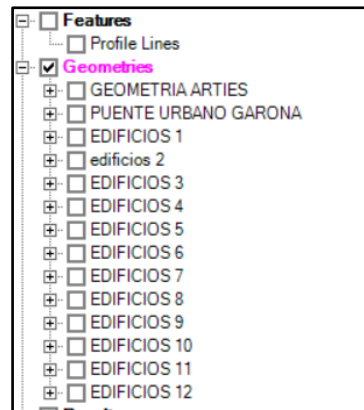 Features
Profile Lines
Geometries
GEOMETRIA ARTIES
PUENTE URBANO GARONA
EDIFICIOS 1
edificios 2
EDIFICIOS 3
EDIFICIOS 4
EDIFICIOS 5
EDIFICIOS 6
EDIFICIOS 7
EDIFICIOS 8
EDIFICIOS 9
EDIFICIOS 10
EDIFICIOS 11
EDIFICIOS 12